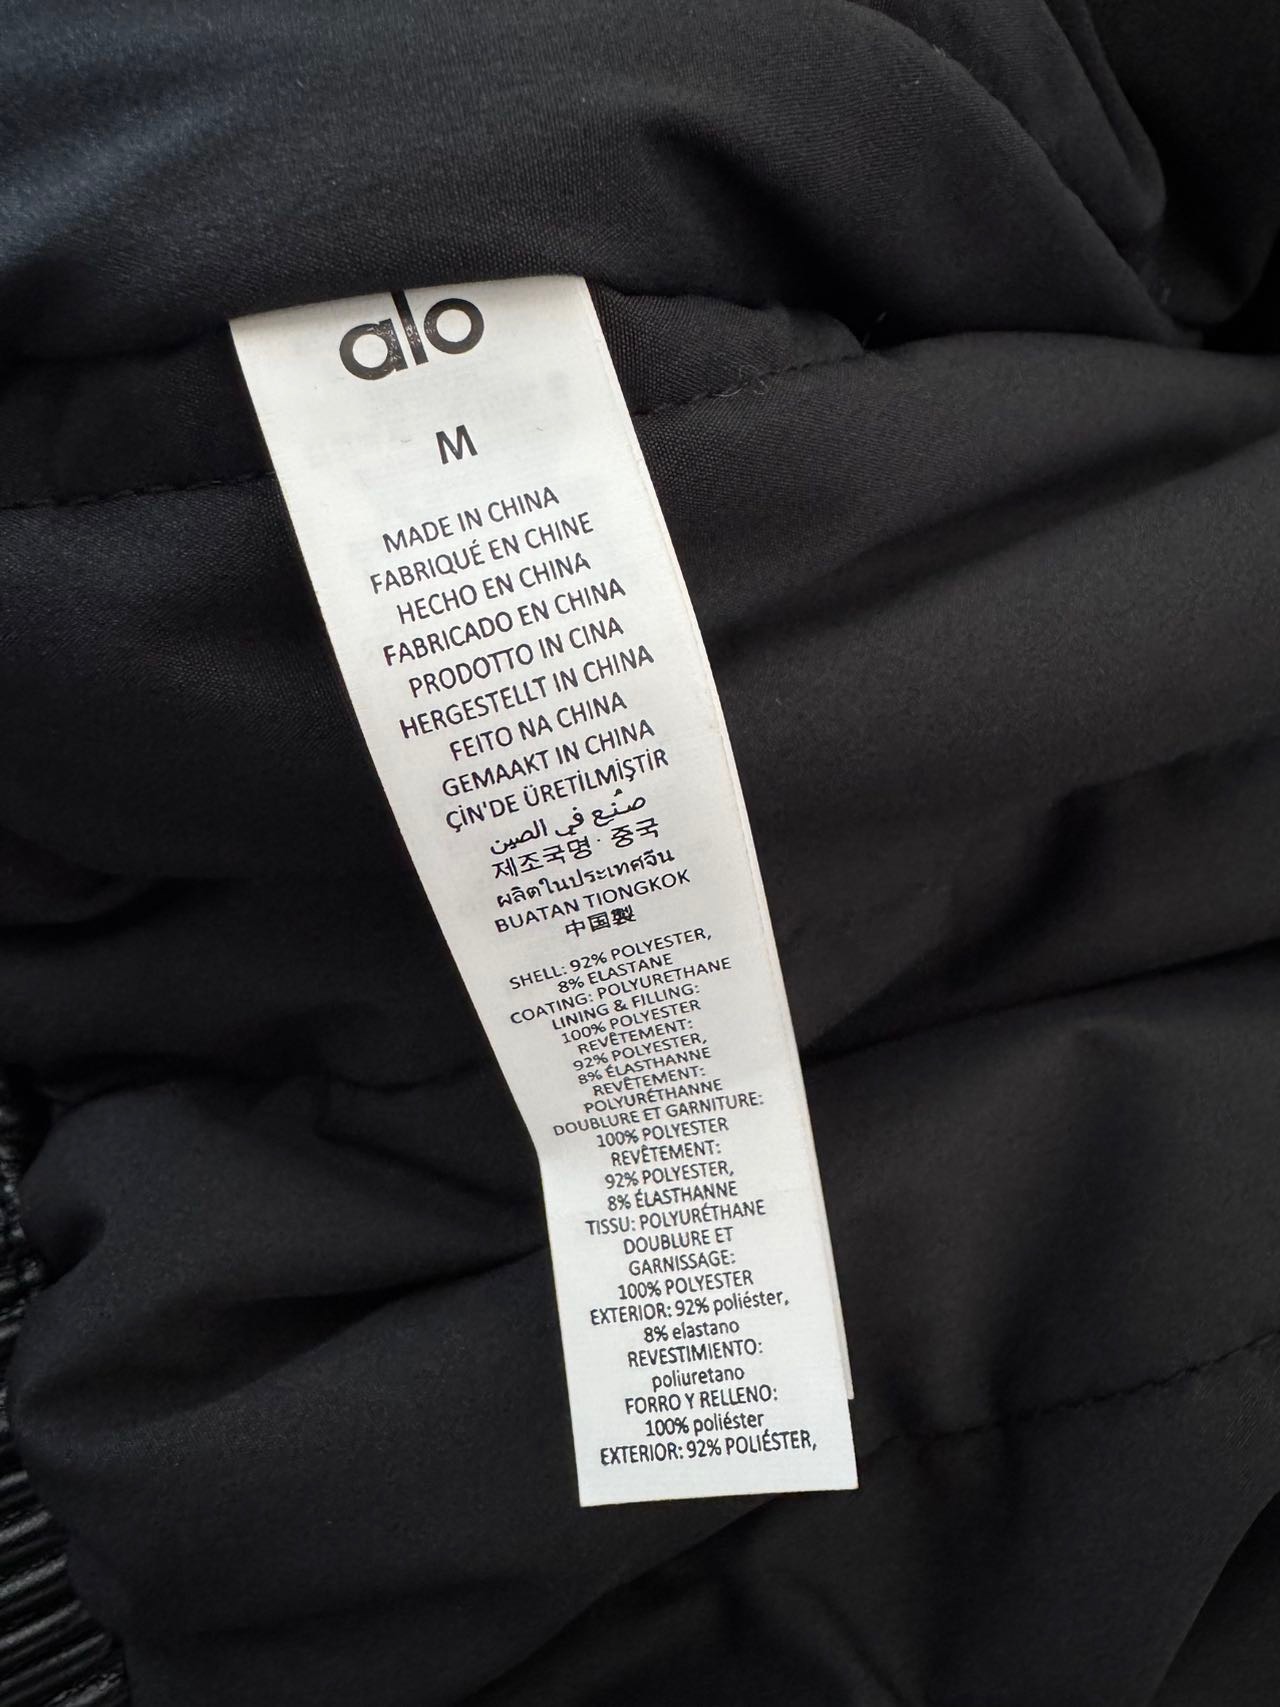 alo
M
MADE IN CHINA
FABRIQUÉ EN CHINE
HECHO EN CHINA
FABRICADO EN CHINA
PRODOTTO IN CINA
HERGESTELLT IN CHINA
FEITO NA CHINA
GEMAAKT IN CHINA
ÇİN'DE ÜRETİLMİŞTİR
صُنع في الصين
제조국명: 중국
ผลิตในประเทศจีน
BUATAN TIONGKOK
中国製
SHELL: 92% POLYESTER,
8% ELASTANE
COATING: POLYURETHANE
LINING & FILLING:
100% POLYESTER
REVÊTEMENT:
92% POLYESTER,
8% ÉLASTHANNE
REVÊTEMENT:
POLYURÉTHANNE
DOUBLURE ET GARNITURE:
100% POLYESTER
REVÊTEMENT:
92% POLYESTER,
8% ÉLASTHANNE
TISSU: POLYURÉTHANE
DOUBLURE ET
GARNISSAGE:
100% POLYESTER
EXTERIOR: 92% poliéster,
8% elastano
REVESTIMIENTO:
poliuretano
FORRO Y RELLENO:
100% poliéster
EXTERIOR: 92% POLIÉSTER,